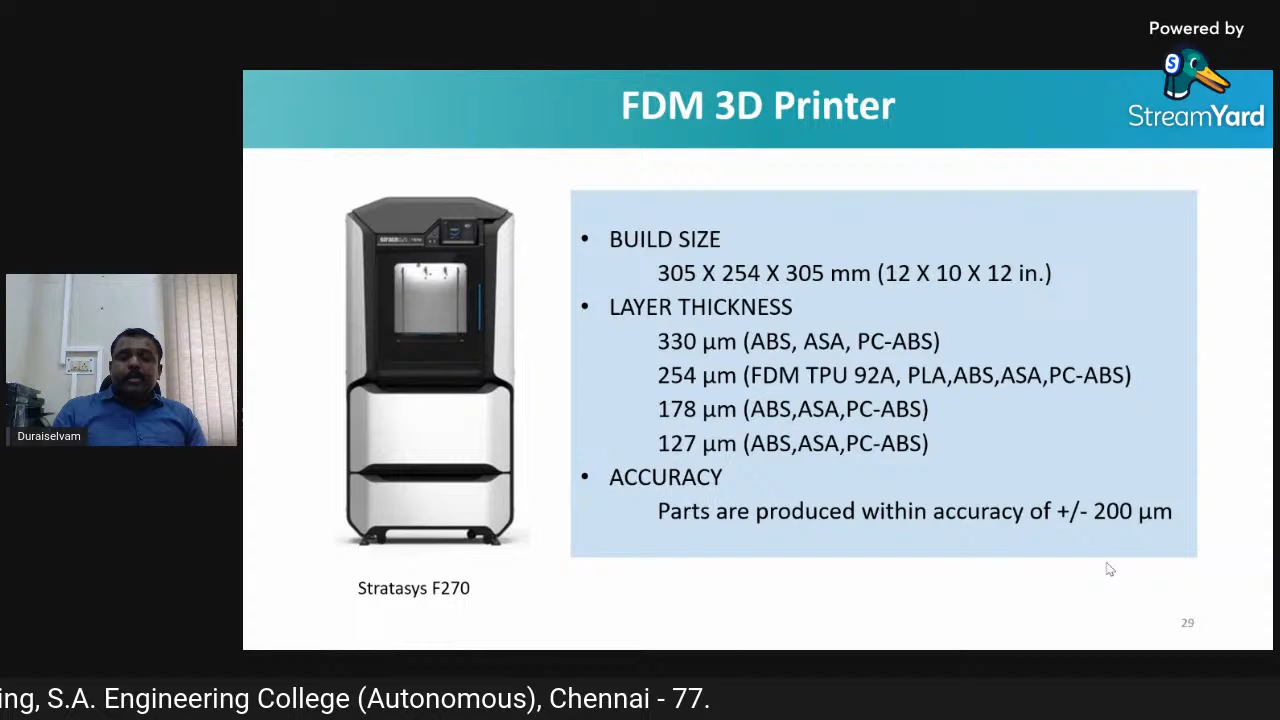 Powered by
StreamYard
FDM 3D Printer
• BUILD SIZE
305 X 254 X 305 mm (12 X 10 X 12 in.)
• LAYER THICKNESS
330 µm (ABS, ASA, PC-ABS)
254 µm (FDM TPU 92A, PLA,ABS,ASA,PC-ABS)
178 µm (ABS,ASA,PC-ABS)
127 µm (ABS,ASA,PC-ABS)
• ACCURACY
Parts are produced within accuracy of +/- 200 µm
Stratasys F270
29
Duraiselvam
ing, S.A. Engineering College (Autonomous), Chennai - 77.